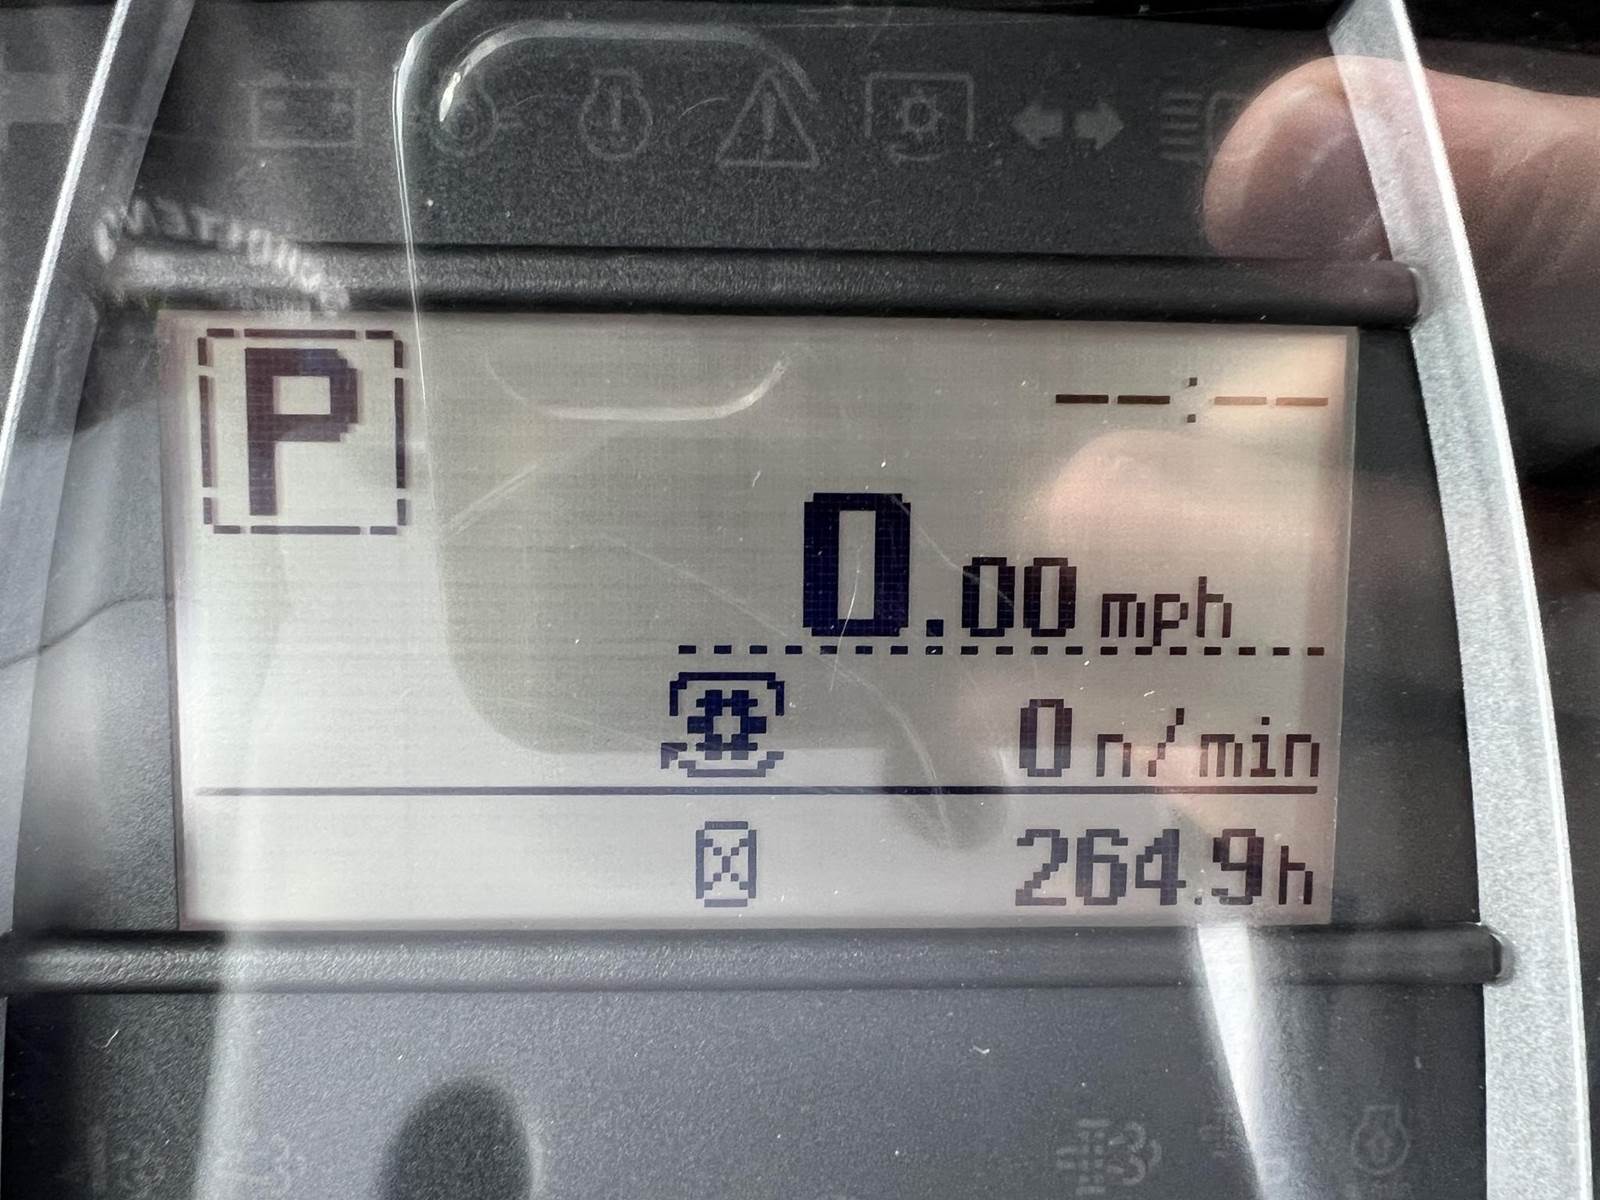 P
--:--
0.00 mph
0 n/min
264.9 h